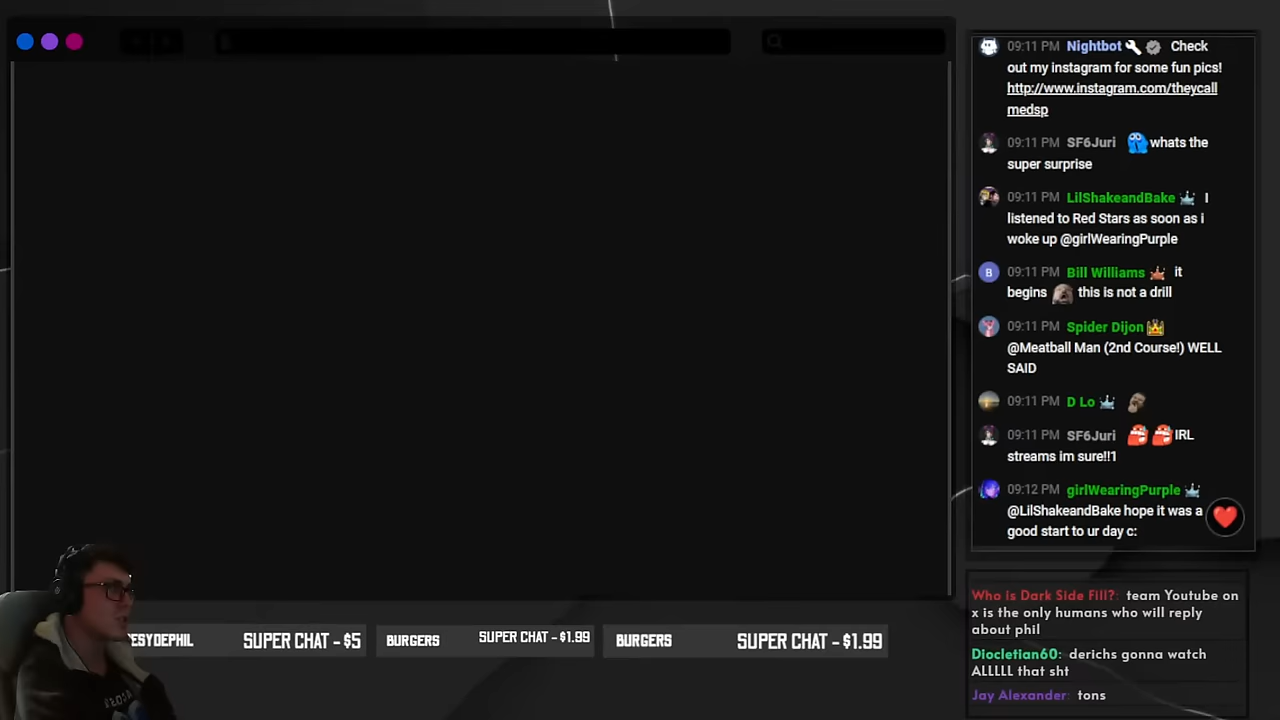 09:11 PM Nightbot Check
out my instagram for some fun pics!
http://www.instagram.com/theycall
medsp
09:11 PM SF6Juri whats the
super surprise
09:11 PM LilShakeandBake I
listened to Red Stars as soon as i
woke up @girlWearingPurple
B 09:11 PM Bill Williams it
begins this is not a drill
09:11 PM Spider Dijon
@Meatball Man (2nd Course!) WELL
SAID
09:11 PM D Lo
09:11 PM SF6Juri IRL
streams im sure!!1
09:12 PM girlWearingPurple
@LilShakeandBake hope it was a
good start to ur day c:
Who is Dark Side Fill?: team Youtube on
x is the only humans who will reply
about phil
Diocletian60: derichs gonna watch
ALLLLL that sht
Jay Alexander: tons
ESYDEPHIL SUPER CHAT - $5
BURGERS SUPER CHAT - $1.99
BURGERS SUPER CHAT - $1.99